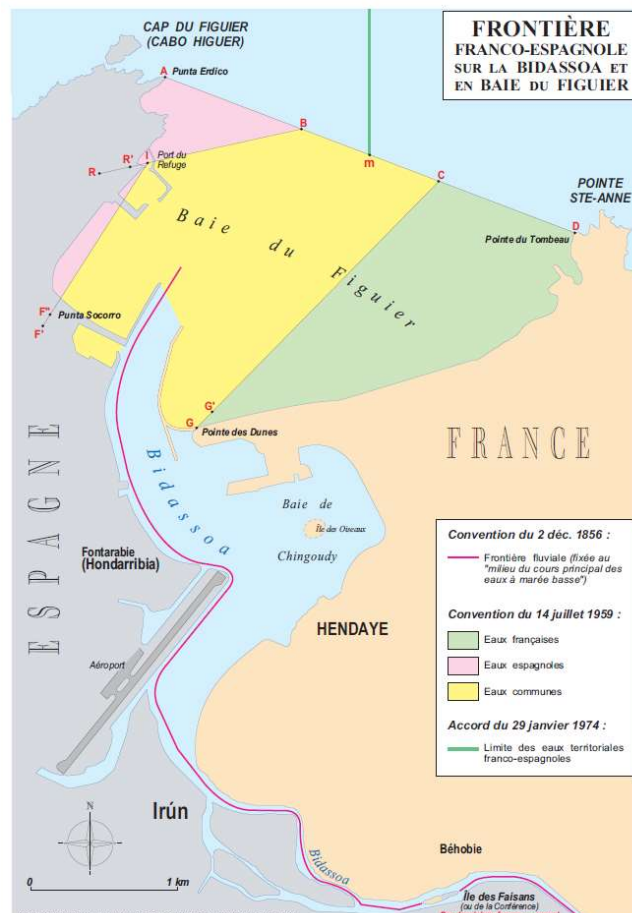 FRONTIÈRE
FRANCO-ESPAGNOLE
SUR LA BIDASSOA ET
EN BAIE DU FIGUIER
CAP DU FIGUIER
(CABO HIGUER)
A
Punta Erdico
B
m
R
R'
I
Port du
Refuge
C
POINTE
STE-ANNE
D
Pointe du Tombeau
Baie du Figuier
F"
F'
Punta Socorro
G'
G
Pointe des Dunes
ESPAGNE
FRANCE
Bidassoa
Baie de
Île des Oiseaux
Chingoudy
Fontarabie
(Hondarribia)
HENDAYE
Aéroport
Convention du 2 déc. 1856 :
Frontière fluviale (fixée au
"milieu du cours principal des
eaux à marée basse")
Convention du 14 juillet 1959 :
Eaux françaises
Eaux espagnoles
Eaux communes
Accord du 29 janvier 1974 :
Limite des eaux territoriales
franco-espagnoles
Irún
N
Bidassoa
Béhobie
0 1 km
Île des Faisans
(ou de la Conférence)